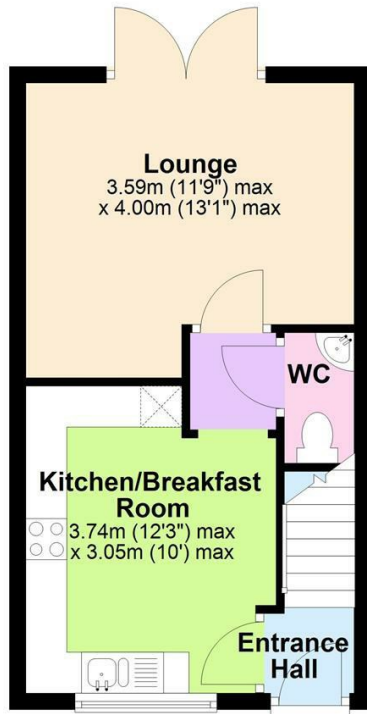 Lounge
3.59m (11'9") max
x 4.00m (13'1") max
WC
Kitchen/Breakfast
Room
3.74m (12'3") max
x 3.05m (10') max
Entrance
Hall